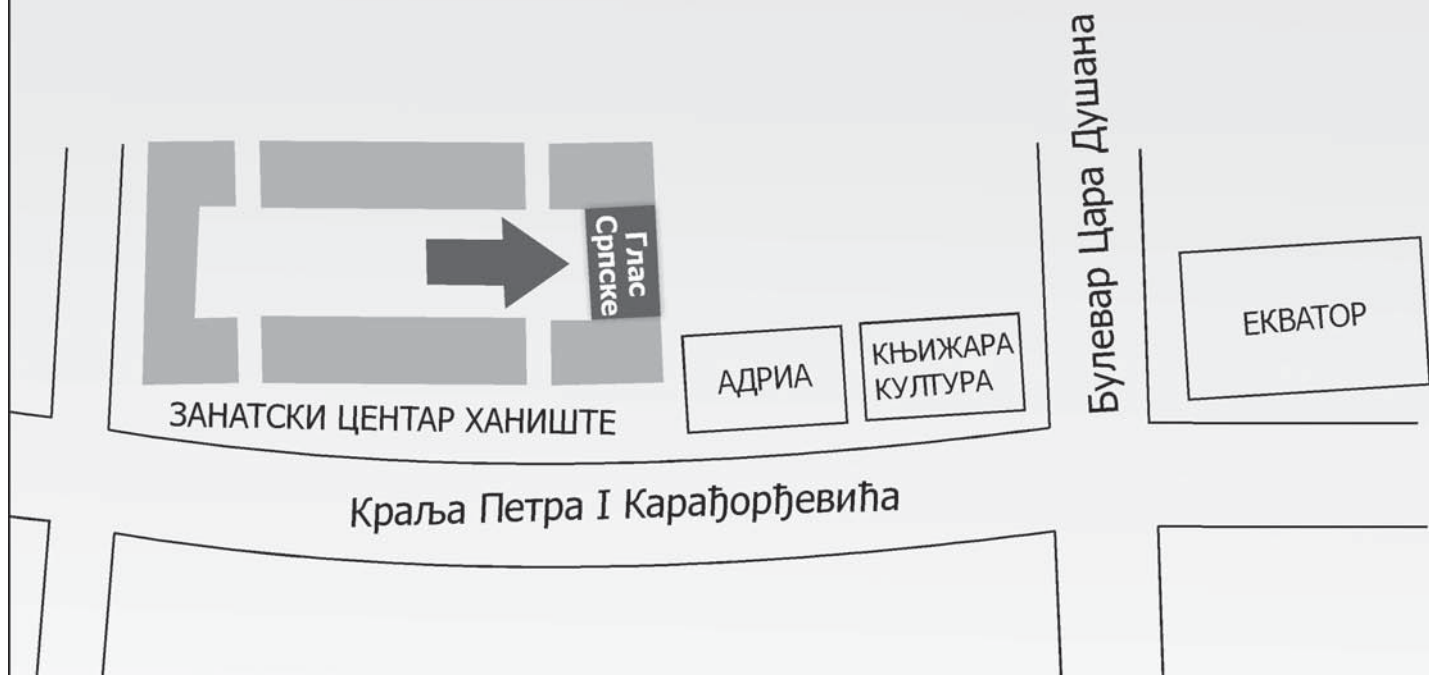 Булевар Цара Душана
Глас
Српске
ЕКВАТОР
АДРИА
КЊИЖАРА
КУЛТУРА
ЗАНАТСКИ ЦЕНТАР ХАНИШТЕ
Краља Петра I Карађорђевића